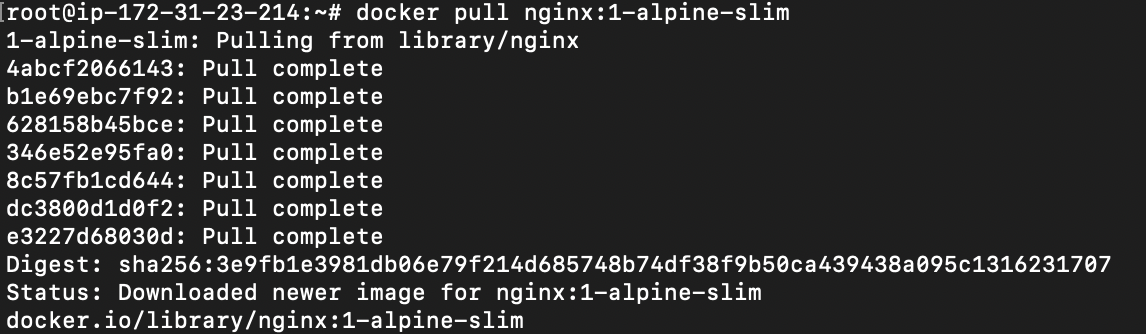 [root@ip-172-31-23-214:~# docker pull nginx:1-alpine-slim
1-alpine-slim: Pulling from library/nginx
4abcf2066143: Pull complete
b1e69ebc7f92: Pull complete
628158b45bce: Pull complete
346e52e95fa0: Pull complete
8c57fb1cd644: Pull complete
dc3800d1d0f2: Pull complete
e3227d68030d: Pull complete
Digest: sha256:3e9fb1e3981db06e79f214d685748b74df38f9b50ca439438a095c1316231707
Status: Downloaded newer image for nginx:1-alpine-slim
docker.io/library/nginx:1-alpine-slim